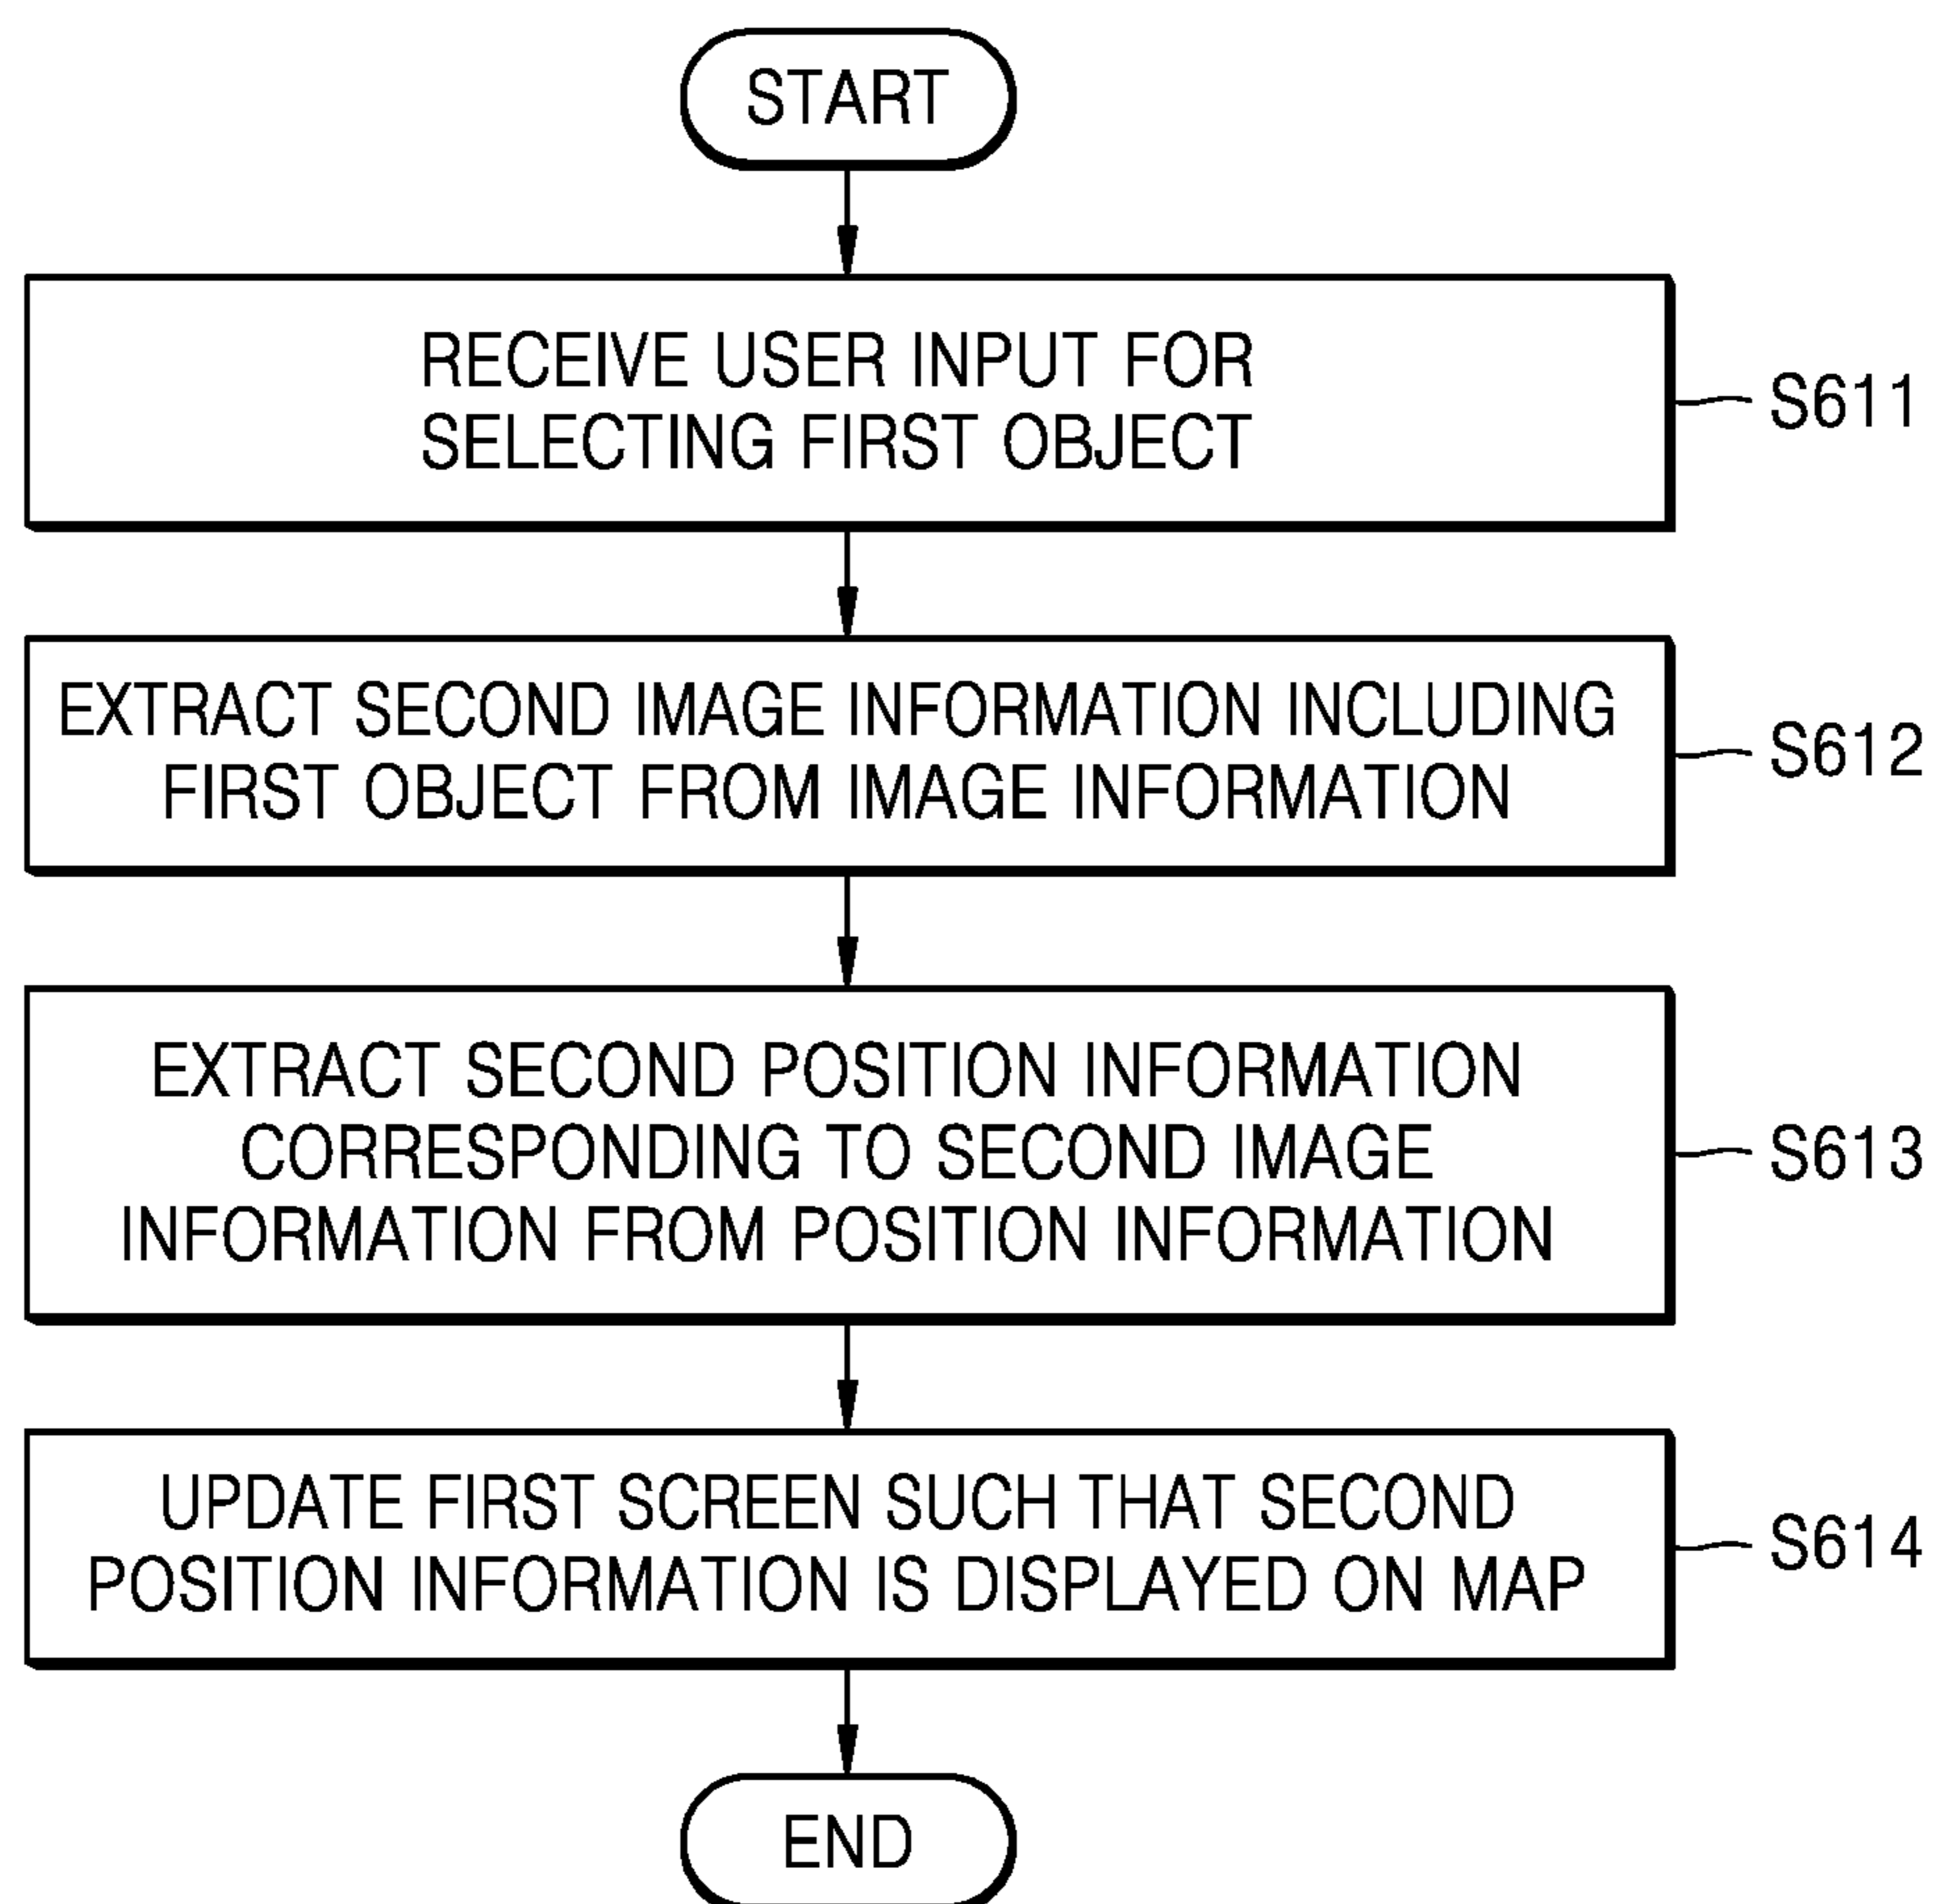 START
RECEIVE USER INPUT FOR
SELECTING FIRST OBJECT
S611
EXTRACT SECOND IMAGE INFORMATION INCLUDING
FIRST OBJECT FROM IMAGE INFORMATION
S612
EXTRACT SECOND POSITION INFORMATION
CORRESPONDING TO SECOND IMAGE
INFORMATION FROM POSITION INFORMATION
S613
UPDATE FIRST SCREEN SUCH THAT SECOND
POSITION INFORMATION IS DISPLAYED ON MAP
S614
END